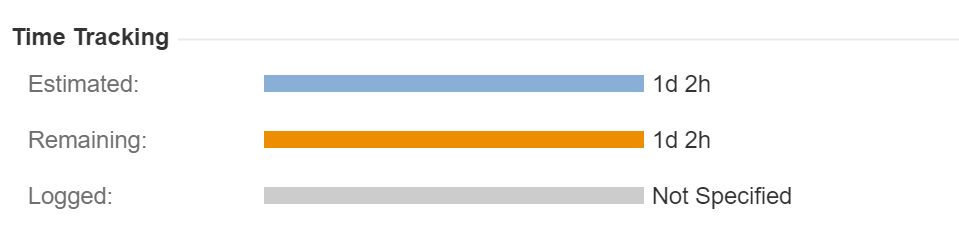 Time Tracking
Estimated: 1d 2h
Remaining: 1d 2h
Logged: Not Specified